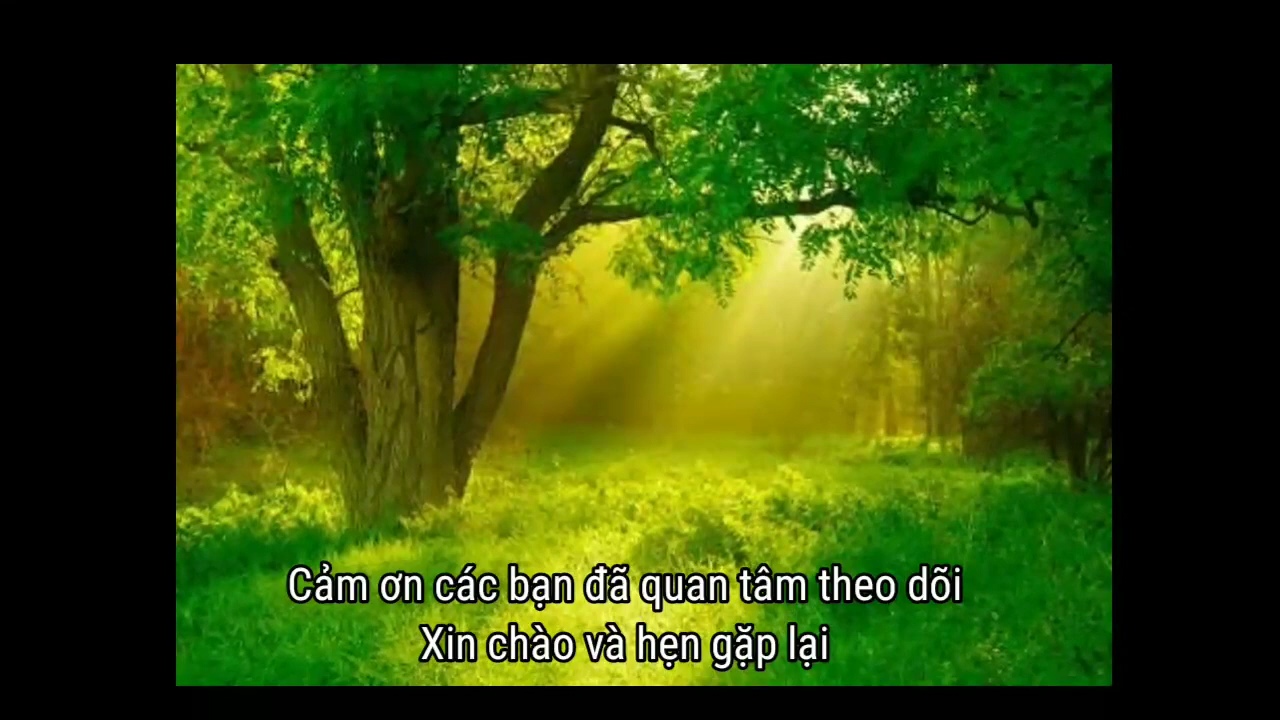 Cảm ơn các bạn đã quan tâm theo dõi
Xin chào và hẹn gặp lại